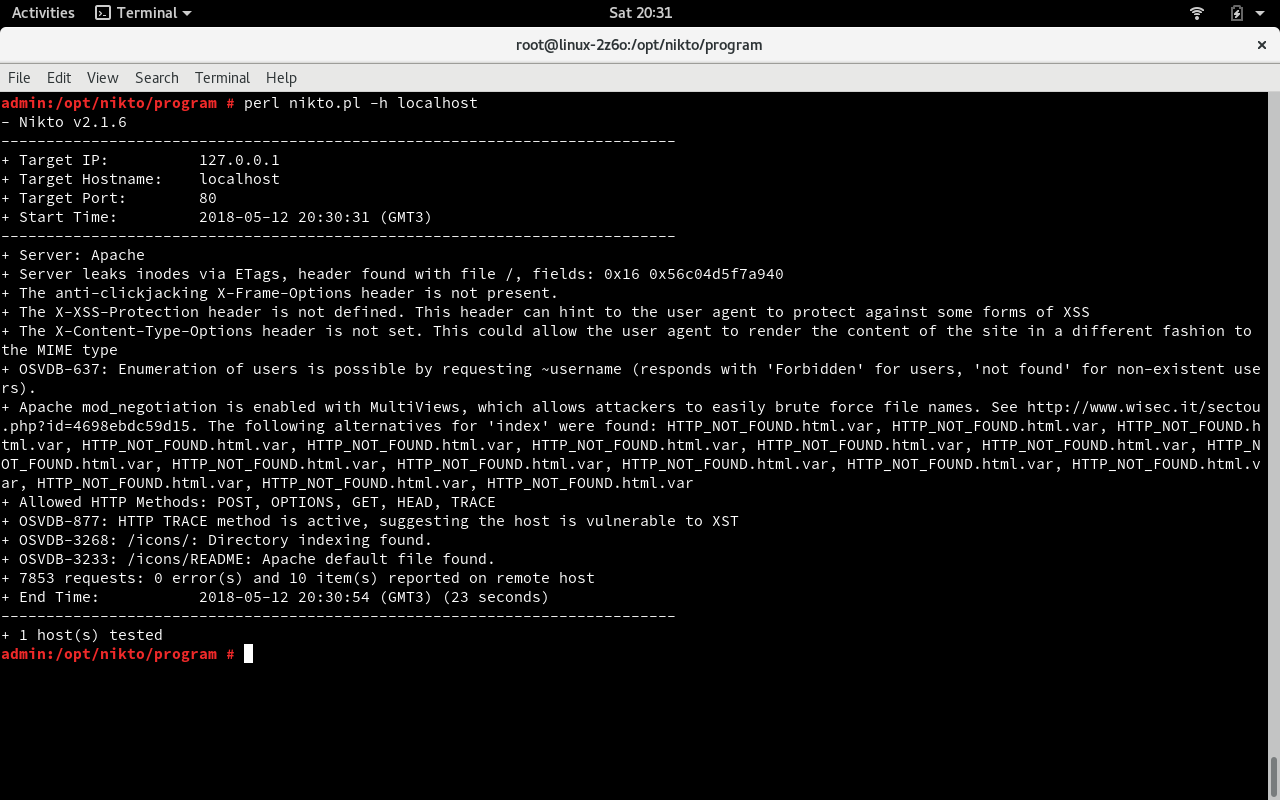 Activities Terminal Sat 20:31
root@linux-2z6o:/opt/nikto/program ×
File Edit View Search Terminal Help
admin:/opt/nikto/program # perl nikto.pl -h localhost
- Nikto v2.1.6
---------------------------------------------------------------------------
+ Target IP:          127.0.0.1
+ Target Hostname:    localhost
+ Target Port:        80
+ Start Time:         2018-05-12 20:30:31 (GMT3)
---------------------------------------------------------------------------
+ Server: Apache
+ Server leaks inodes via ETags, header found with file /, fields: 0x16 0x56c04d5f7a940
+ The anti-clickjacking X-Frame-Options header is not present.
+ The X-XSS-Protection header is not defined. This header can hint to the user agent to protect against some forms of XSS
+ The X-Content-Type-Options header is not set. This could allow the user agent to render the content of the site in a different fashion to
the MIME type
+ OSVDB-637: Enumeration of users is possible by requesting ~username (responds with 'Forbidden' for users, 'not found' for non-existent use
rs).
+ Apache mod_negotiation is enabled with MultiViews, which allows attackers to easily brute force file names. See http://www.wisec.it/sectou
.php?id=4698ebdc59d15. The following alternatives for 'index' were found: HTTP_NOT_FOUND.html.var, HTTP_NOT_FOUND.html.var, HTTP_NOT_FOUND.h
tml.var, HTTP_NOT_FOUND.html.var, HTTP_NOT_FOUND.html.var, HTTP_NOT_FOUND.html.var, HTTP_NOT_FOUND.html.var, HTTP_NOT_FOUND.html.var, HTTP_N
OT_FOUND.html.var, HTTP_NOT_FOUND.html.var, HTTP_NOT_FOUND.html.var, HTTP_NOT_FOUND.html.var, HTTP_NOT_FOUND.html.var, HTTP_NOT_FOUND.html.v
ar, HTTP_NOT_FOUND.html.var, HTTP_NOT_FOUND.html.var, HTTP_NOT_FOUND.html.var
+ Allowed HTTP Methods: POST, OPTIONS, GET, HEAD, TRACE
+ OSVDB-877: HTTP TRACE method is active, suggesting the host is vulnerable to XST
+ OSVDB-3268: /icons/: Directory indexing found.
+ OSVDB-3233: /icons/README: Apache default file found.
+ 7853 requests: 0 error(s) and 10 item(s) reported on remote host
+ End Time:           2018-05-12 20:30:54 (GMT3) (23 seconds)
---------------------------------------------------------------------------
+ 1 host(s) tested
admin:/opt/nikto/program #